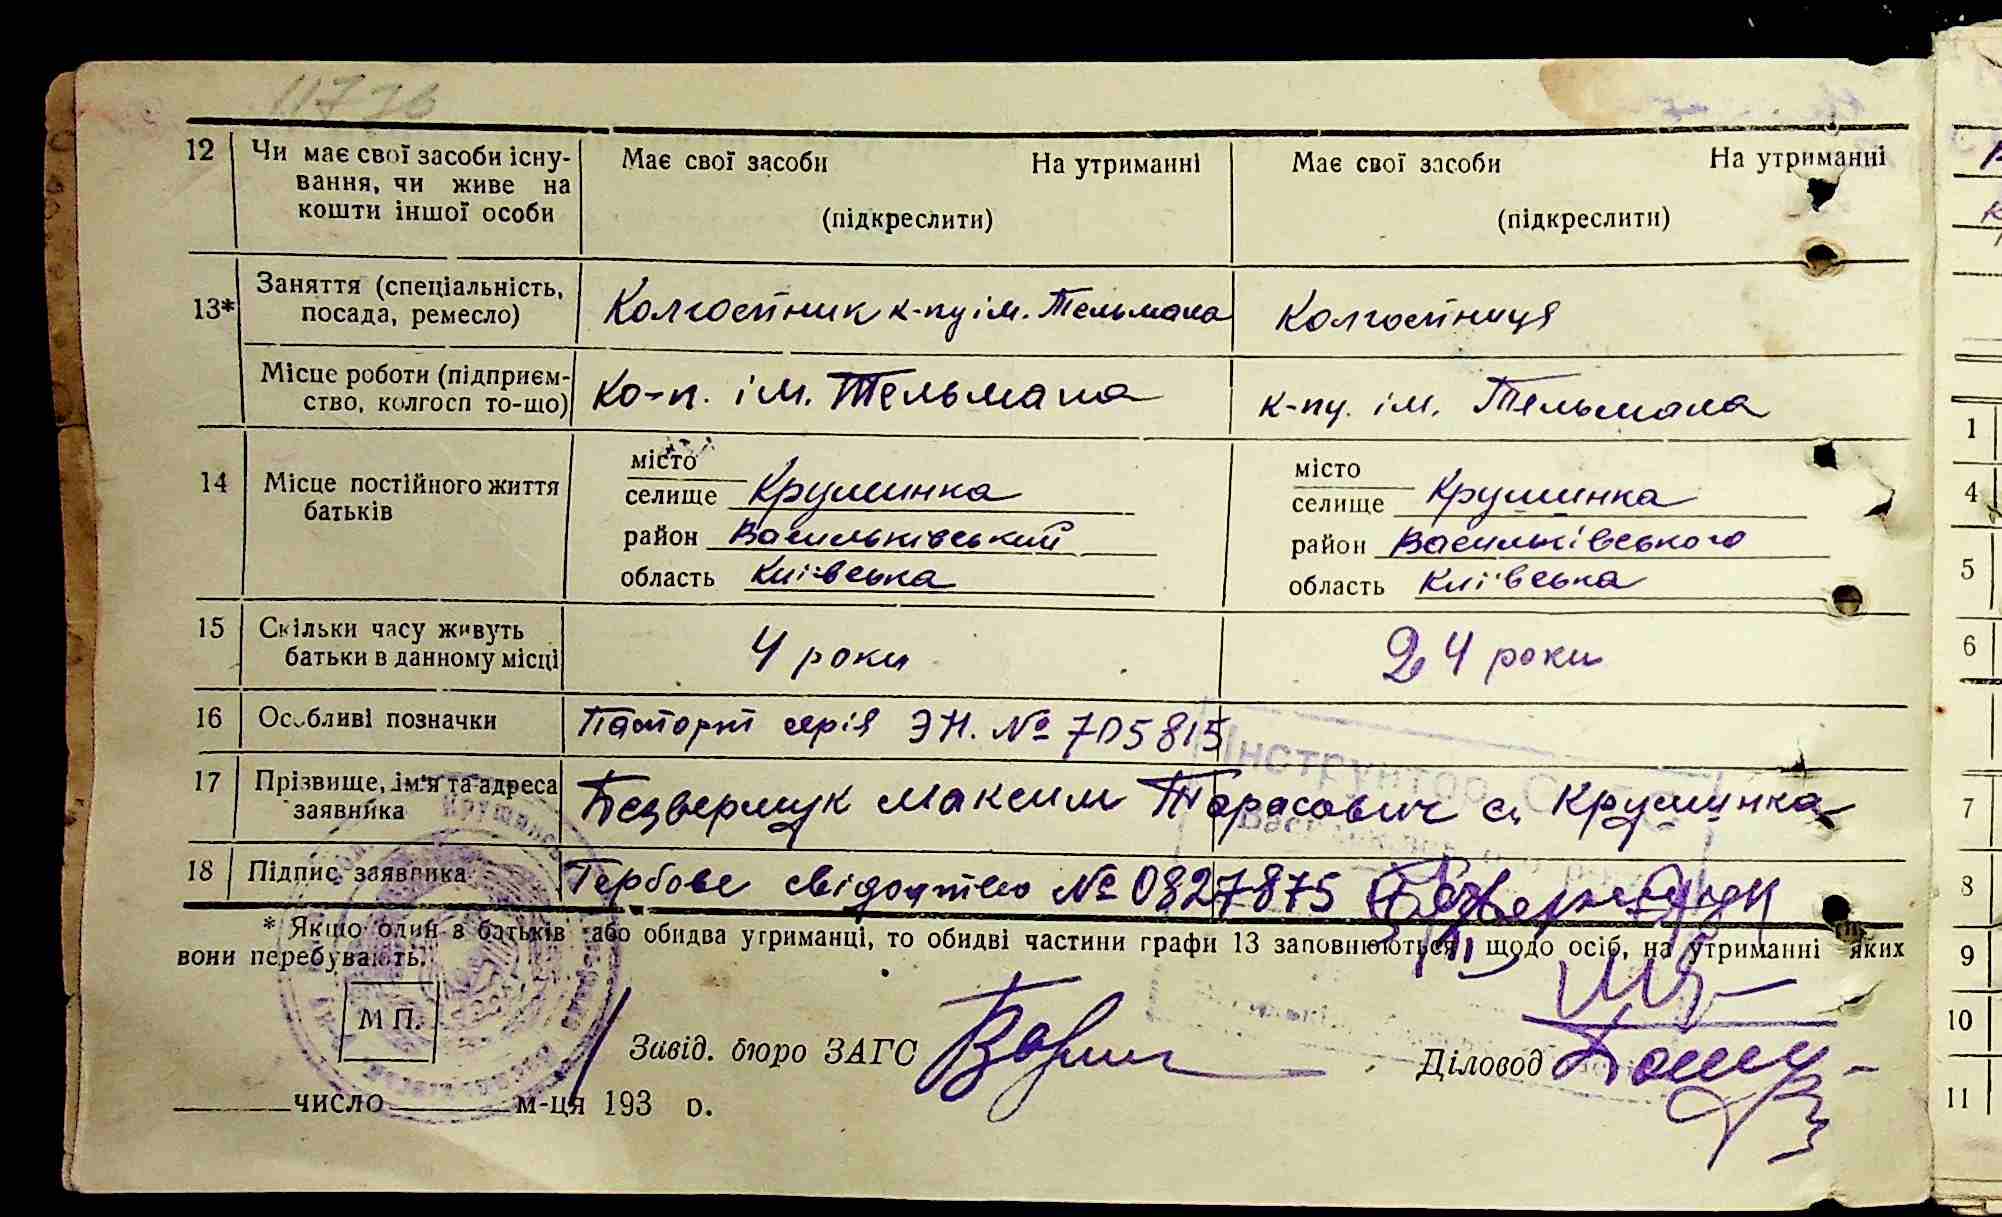 11776
12 Чи має свої засоби існу- Має свої засоби На утриманні Має свої засоби На утриманні
вання, чи живе на
кошти іншої особи (підкреслити) (підкреслити)
13* Заняття (спеціальність, Колгоспник к-пу ім. Тельмана Колгоспниця
посада, ремесло)
Місце роботи (підприєм- Ко-п. ім. Тельмана к-пу. ім. Тельмана
ство, колгосп то-що)
14 Місце постійного життя батьків
місто місто
селище Крушинка селище Крушинка
район Васильківський район Васильківського
область Київська область Київська
15 Скільки часу живуть 4 роки 24 роки
батьки в данному місці
16 Особливі позначки Паспорт серія ЭН. № 705815
17 Прізвище, ім'я та адреса Безвершук Максим Тарасович с. Крушинка
заявника
Інструктор
18 Підпис заявника Гербове свідоцтво № 0827875
* Якщо один з батьків або обидва утриманці, то обидві частини графи 13 заповнюються щодо осіб, на утриманні яких
вони перебувають.
М П.
Завід. бюро ЗАГС Діловод
число м-ця 193 р.
1
4
5
6
7
8
9
10
11